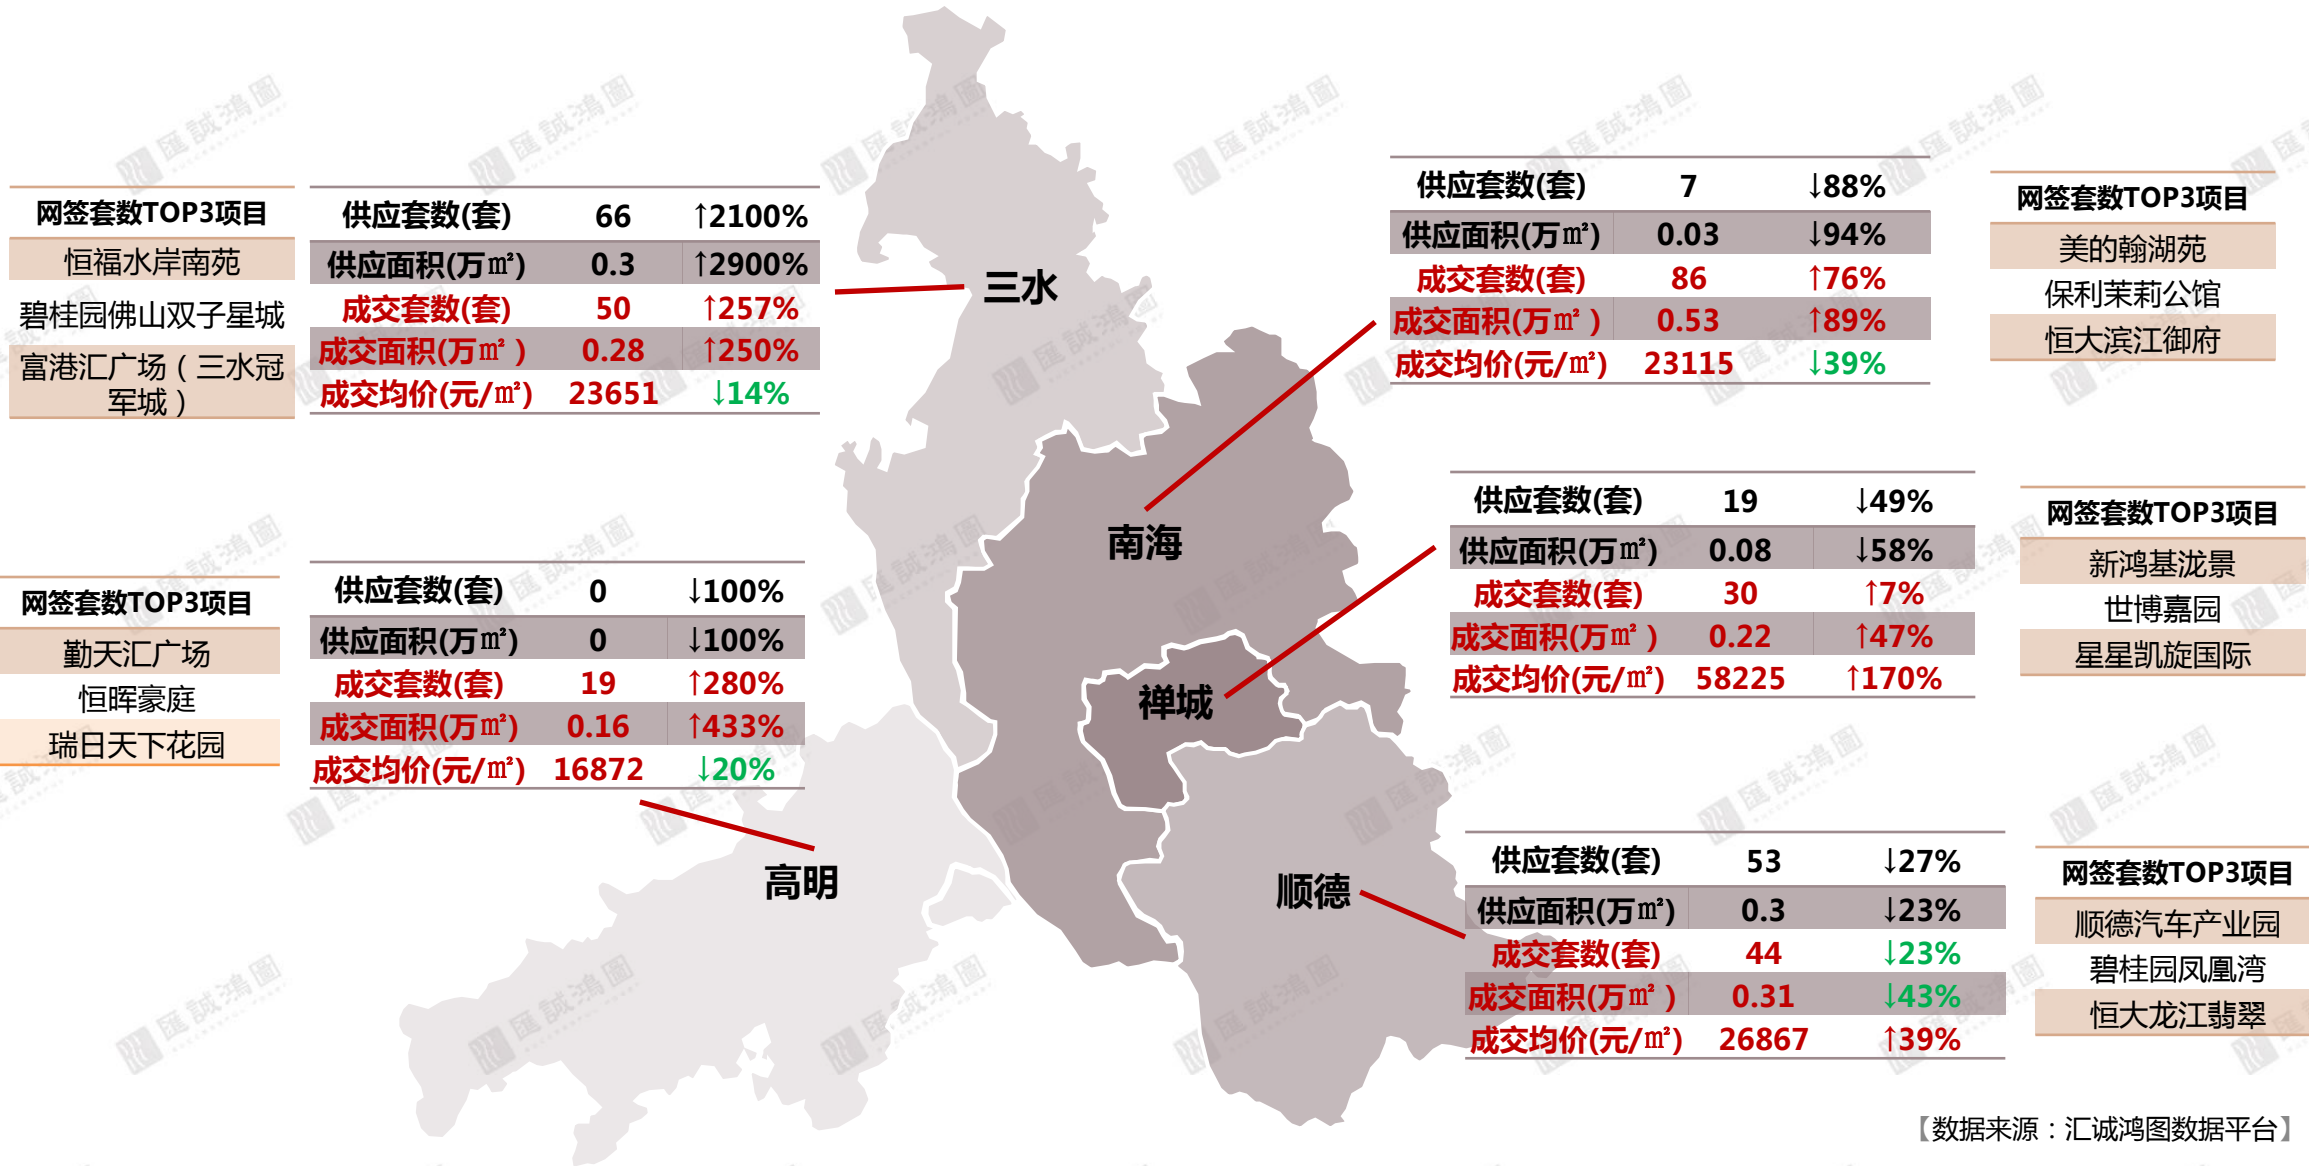 网签套数TOP3项目
恒福水岸南苑
碧桂园佛山双子星城
富港汇广场（三水冠
军城）
供应套数(套) 66 ↑2100%
供应面积(万㎡) 0.3 ↑2900%
成交套数(套) 50 ↑257%
成交面积(万㎡) 0.28 ↑250%
成交均价(元/㎡) 23651 ↓14%
三水
供应套数(套) 7 ↓88%
供应面积(万㎡) 0.03 ↓94%
成交套数(套) 86 ↑76%
成交面积(万㎡) 0.53 ↑89%
成交均价(元/㎡) 23115 ↓39%
网签套数TOP3项目
美的翰湖苑
保利茉莉公馆
恒大滨江御府
南海
供应套数(套) 19 ↓49%
供应面积(万㎡) 0.08 ↓58%
成交套数(套) 30 ↑7%
成交面积(万㎡) 0.22 ↑47%
成交均价(元/㎡) 58225 ↑170%
网签套数TOP3项目
新鸿基泷景
世博嘉园
星星凯旋国际
禅城
网签套数TOP3项目
勤天汇广场
恒晖豪庭
瑞日天下花园
供应套数(套) 0 ↓100%
供应面积(万㎡) 0 ↓100%
成交套数(套) 19 ↑280%
成交面积(万㎡) 0.16 ↑433%
成交均价(元/㎡) 16872 ↓20%
高明
顺德
供应套数(套) 53 ↓27%
供应面积(万㎡) 0.3 ↓23%
成交套数(套) 44 ↓23%
成交面积(万㎡) 0.31 ↓43%
成交均价(元/㎡) 26867 ↑39%
网签套数TOP3项目
顺德汽车产业园
碧桂园凤凰湾
恒大龙江翡翠
【数据来源：汇诚鸿图数据平台】
匯誠鴻圖